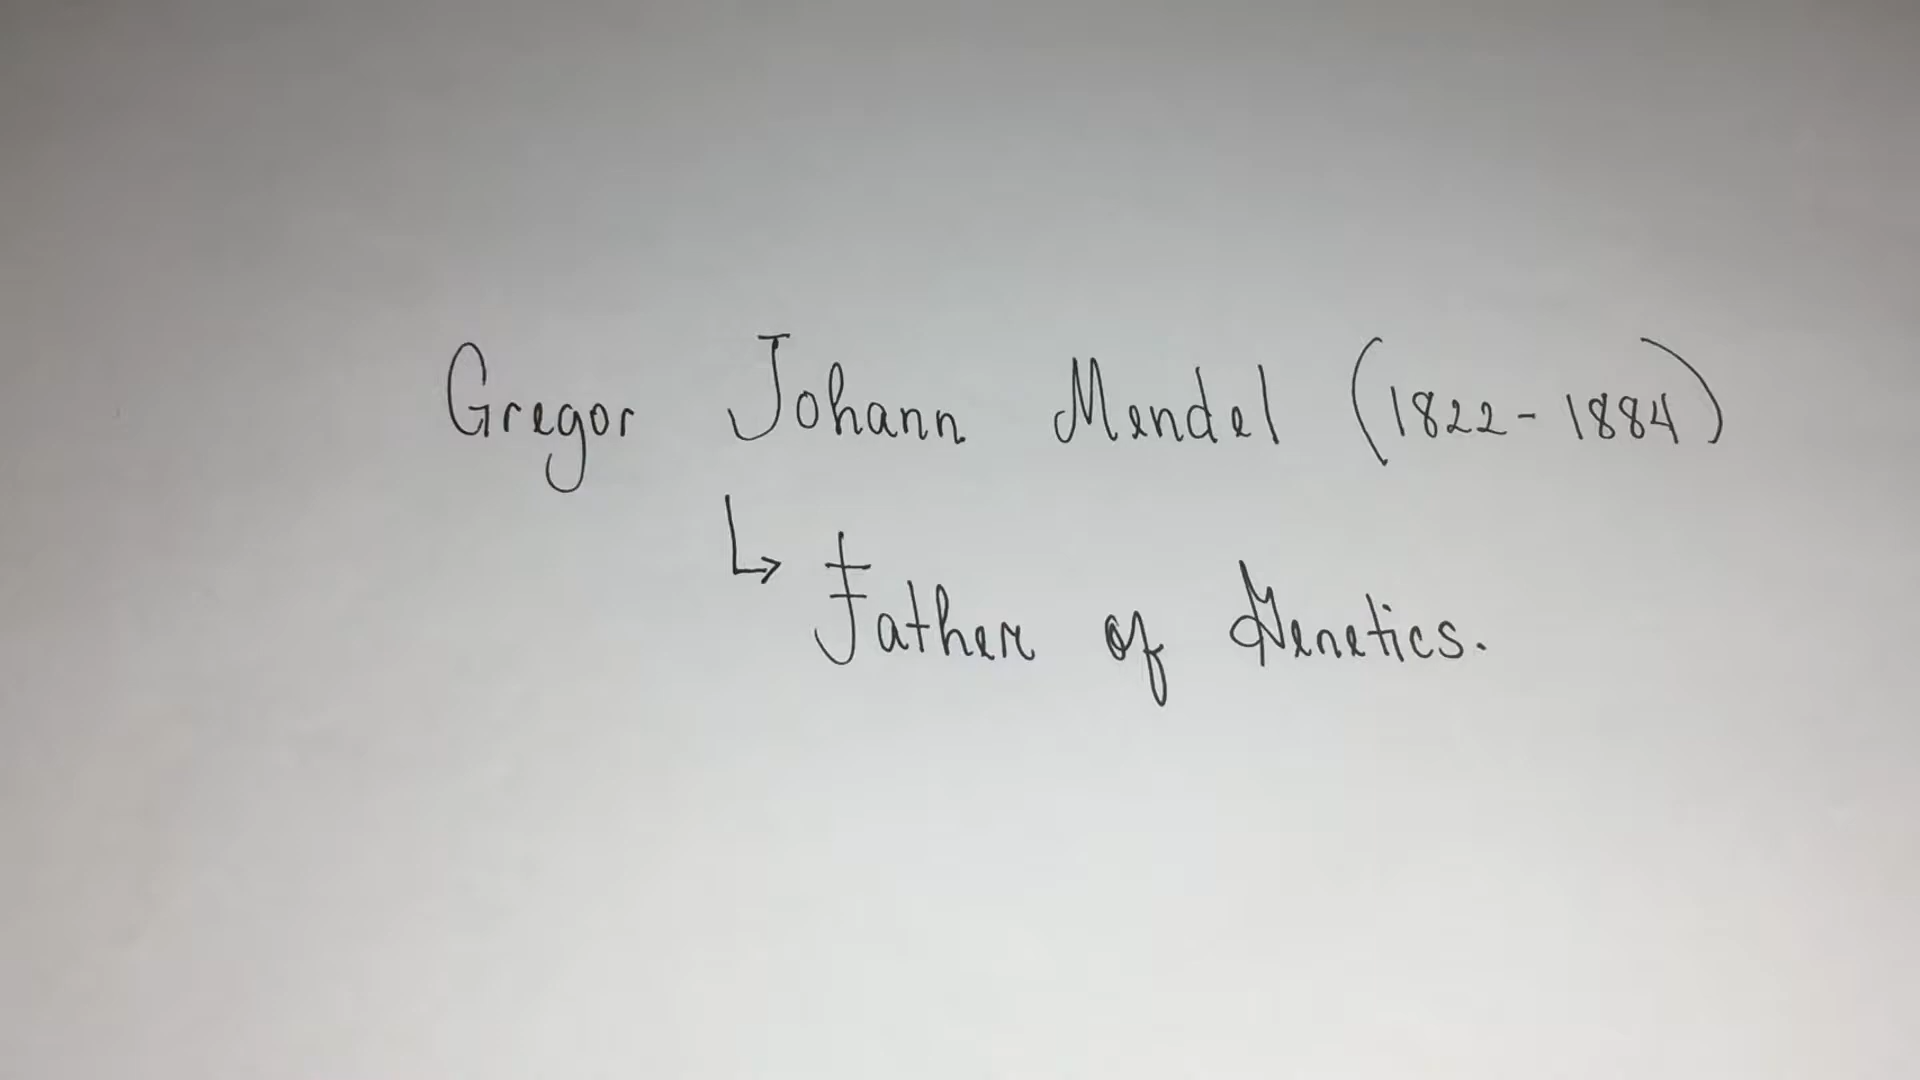 Gregor Johann Mendel (1822-1884)
↳ Father of Genetics.